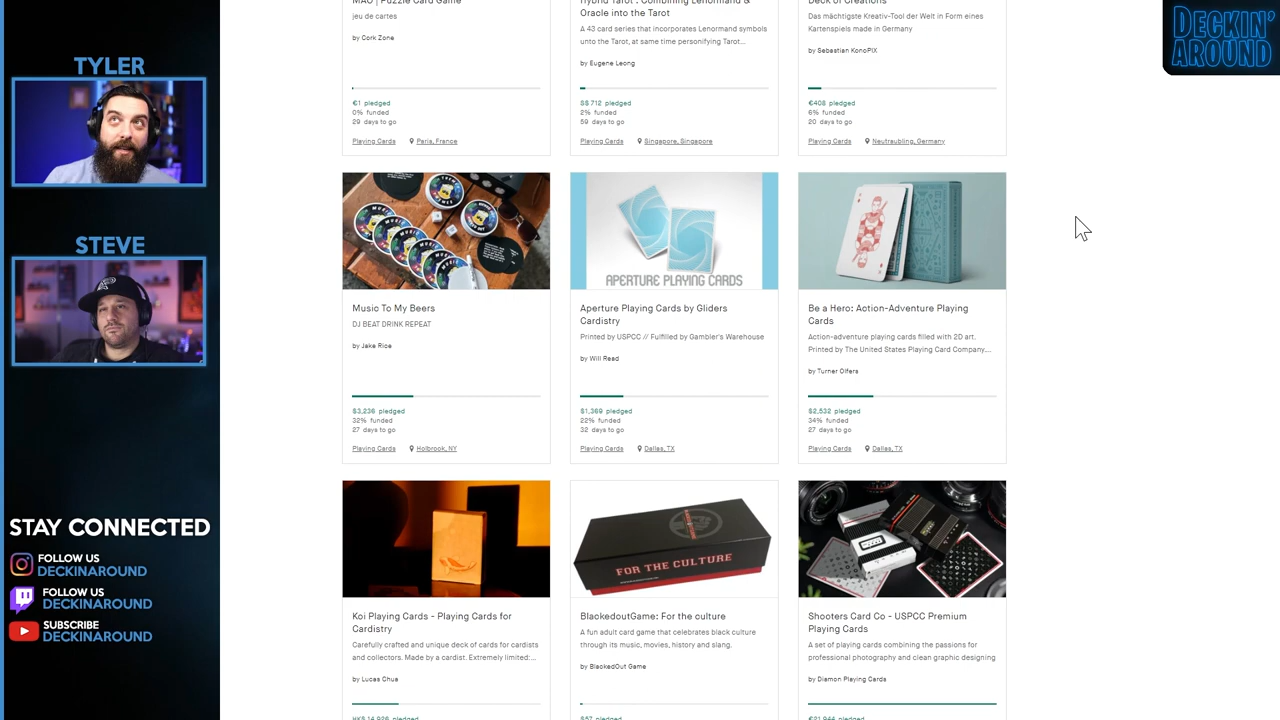 TYLER
STEVE
STAY CONNECTED
FOLLOW US
DECKINAROUND
FOLLOW US
DECKINAROUND
SUBSCRIBE
DECKINAROUND
DECKIN'
AROUND
MAO | Puzzle Card Game
jeu de cartes
by Cork Zone
€1 pledged
0% funded
29 days to go
Playing Cards
Paris, France
Hybrid Tarot : Combining Lenormand &
Oracle into the Tarot
A 43 card series that incorporates Lenormand symbols
unto the Tarot, at same time personifying Tarot...
by Eugene Leong
S$ 712 pledged
2% funded
59 days to go
Playing Cards
Singapore, Singapore
Deck of Creations
Das mächtigste Kreativ-Tool der Welt in Form eines
Kartenspiels made in Germany
by Sebastian KonoPIX
€408 pledged
6% funded
20 days to go
Playing Cards
Neutraubling, Germany
Music To My Beers
DJ BEAT DRINK REPEAT
by Jake Rice
$3,236 pledged
32% funded
27 days to go
Playing Cards
Holbrook, NY
APERTURE PLAYING CARDS
Aperture Playing Cards by Gliders
Cardistry
Printed by USPCC // Fulfilled by Gambler's Warehouse
by Will Read
$1,369 pledged
22% funded
32 days to go
Playing Cards
Dallas, TX
Be a Hero: Action-Adventure Playing
Cards
Action-adventure playing cards filled with 2D art.
Printed by The United States Playing Card Company....
by Turner Olfers
$2,532 pledged
34% funded
27 days to go
Playing Cards
Dallas, TX
Koi Playing Cards - Playing Cards for
Cardistry
Carefully crafted and unique deck of cards for cardists
and collectors. Made by a cardist. Extremely limited:...
by Lucas Chua
HK$ 14,926 pledged
FOR THE CULTURE
BlackedoutGame: For the culture
A fun adult card game that celebrates black culture
through its music, movies, history and slang.
by BlackedOut Game
$57 pledged
Shooters Card Co - USPCC Premium
Playing Cards
A set of playing cards combining the passions for
professional photography and clean graphic designing
by Diamon Playing Cards
€21,944 pledged